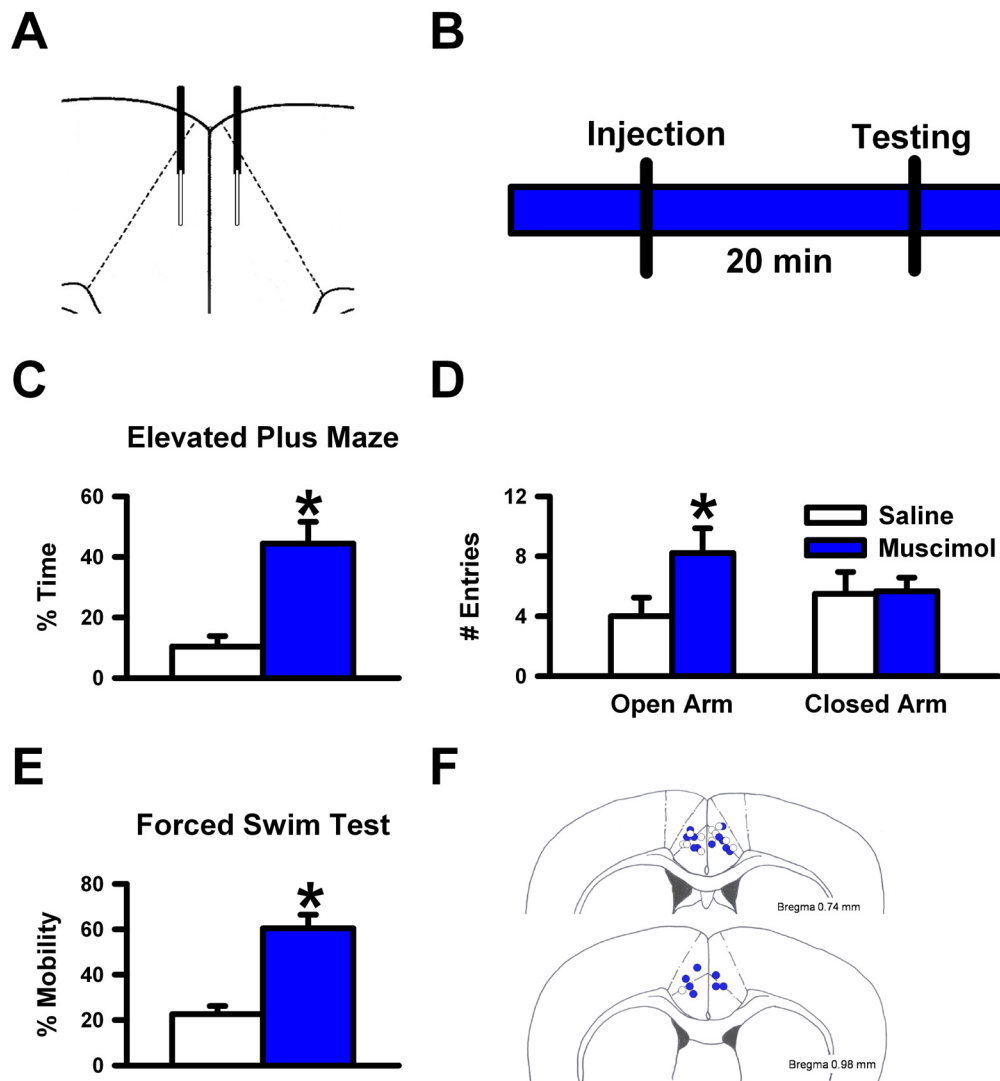 A
B
Injection
Testing
20 min
C
D
Elevated Plus Maze
60
40
20
0
% Time
*
12
8
4
0
# Entries
*
Saline
Muscimol
Open Arm
Closed Arm
E
F
Forced Swim Test
80
60
40
20
0
% Mobility
*
Bregma 0.74 mm
Bregma 0.98 mm